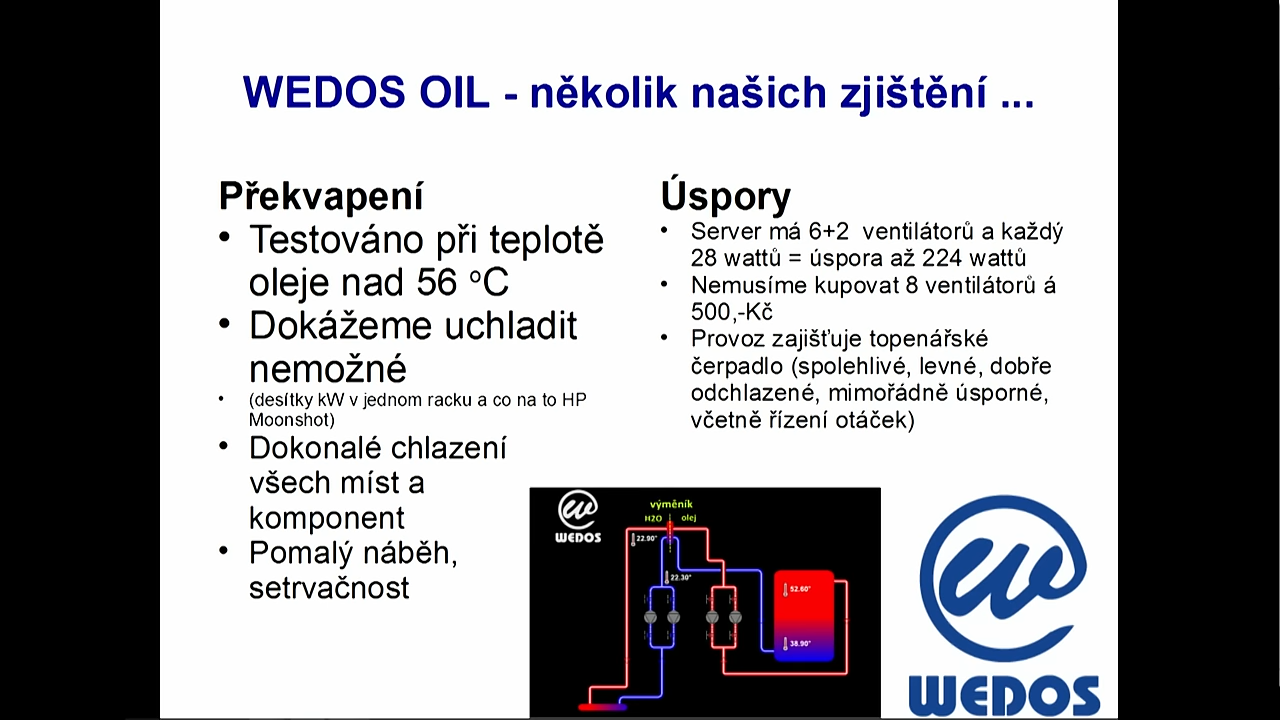 WEDOS OIL - několik našich zjištění ...
Překvapení
• Testováno při teplotě
oleje nad 56 °C
• Dokážeme uchladit
nemožné
• (desítky kW v jednom racku a co na to HP
Moonshot)
• Dokonalé chlazení
všech míst a
komponent
• Pomalý náběh,
setrvačnost
Úspory
• Server má 6+2 ventilátorů a každý
28 wattů = úspora až 224 wattů
• Nemusíme kupovat 8 ventilátorů á
500,-Kč
• Provoz zajišťuje topenářské
čerpadlo (spolehlivé, levné, dobře
odchlazené, mimořádně úsporné,
včetně řízení otáček)
WEDOS
výměník
H2O olej
22.90°
22.30°
52.60°
38.90°
WEDOS